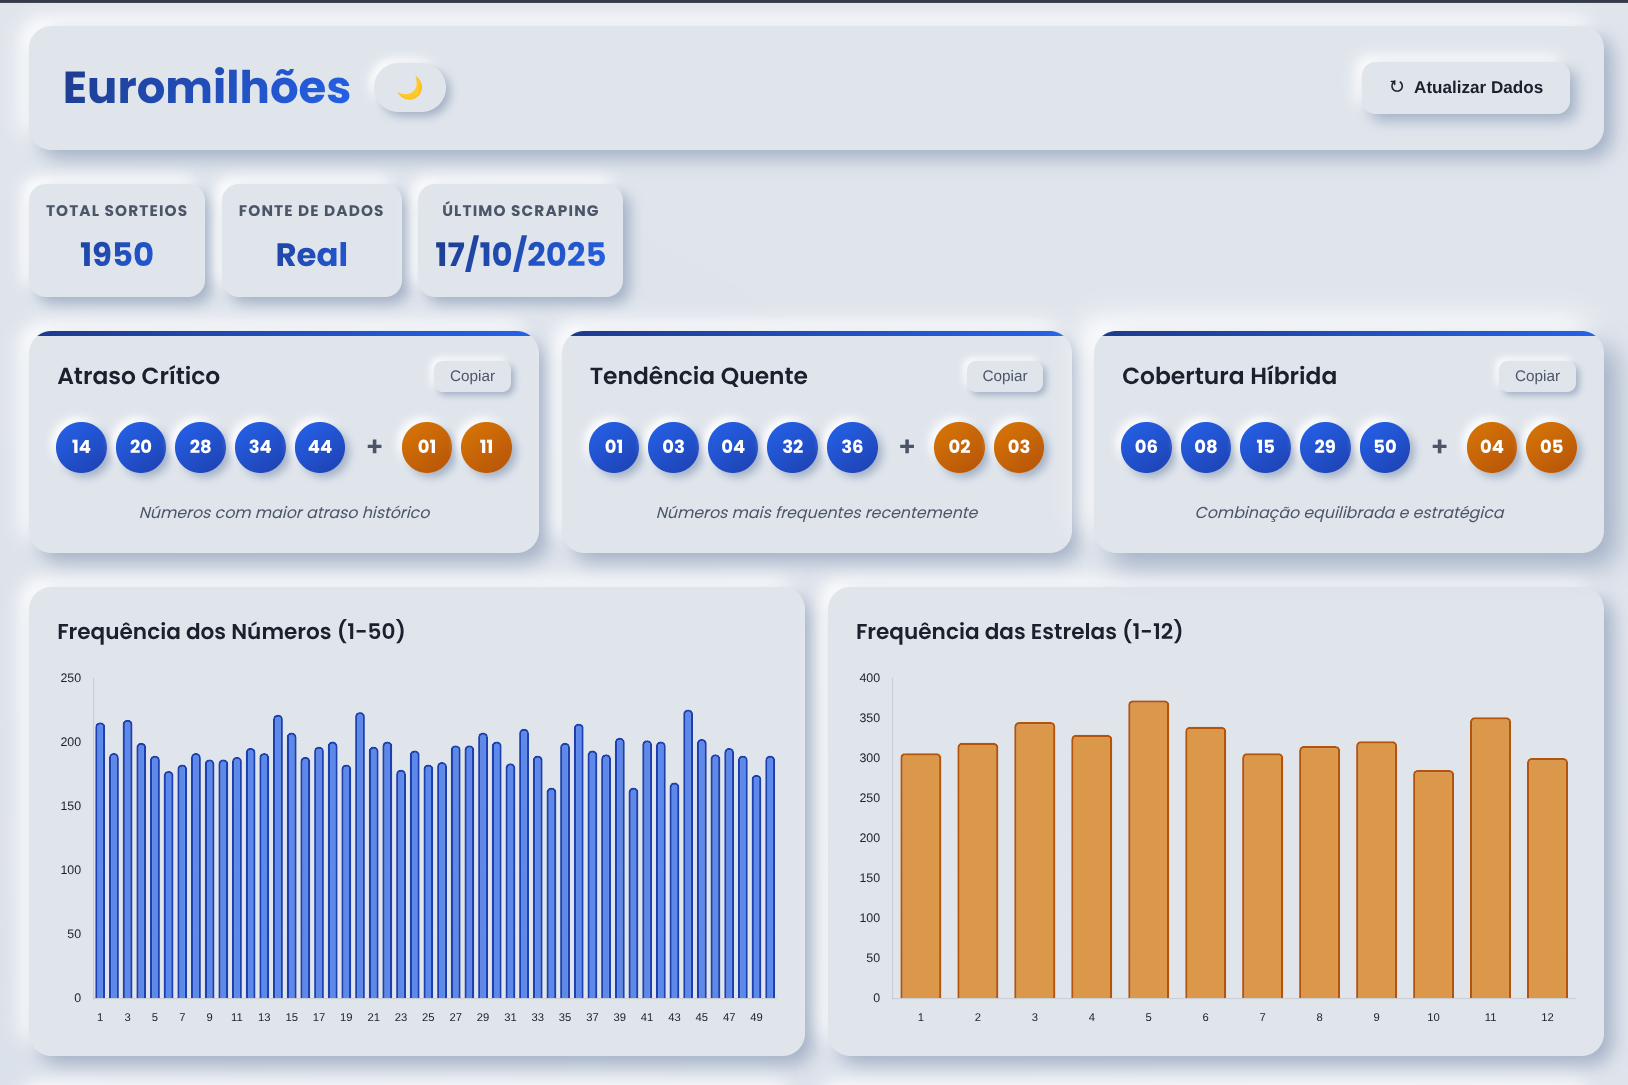 Euromilhões
↻ Atualizar Dados
TOTAL SORTEIOS
1950
FONTE DE DADOS
Real
ÚLTIMO SCRAPING
17/10/2025
Atraso Crítico
Copiar
14 20 28 34 44 + 01 11
Números com maior atraso histórico
Tendência Quente
Copiar
01 03 04 32 36 + 02 03
Números mais frequentes recentemente
Cobertura Híbrida
Copiar
06 08 15 29 50 + 04 05
Combinação equilibrada e estratégica
Frequência dos Números (1-50)
250
200
150
100
50
0
1 3 5 7 9 11 13 15 17 19 21 23 25 27 29 31 33 35 37 39 41 43 45 47 49
Frequência das Estrelas (1-12)
400
350
300
250
200
150
100
50
0
1 2 3 4 5 6 7 8 9 10 11 12